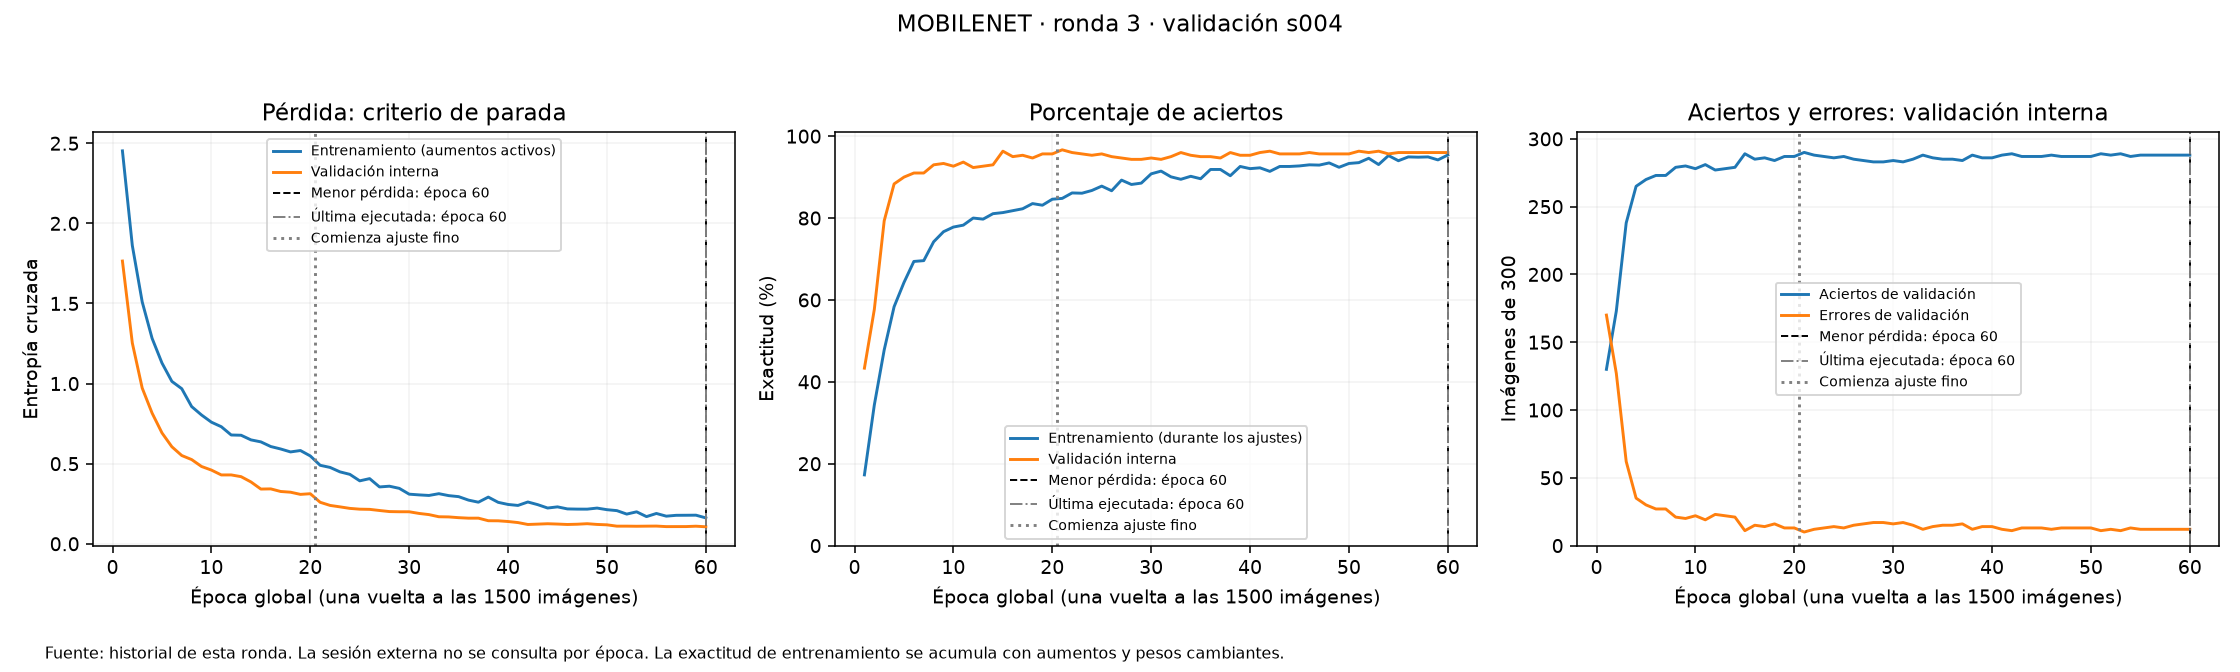 MOBILENET · ronda 3 · validación s004
Pérdida: criterio de parada
Entropía cruzada
2.5
2.0
1.5
1.0
0.5
0.0
Entrenamiento (aumentos activos)
Validación interna
Menor pérdida: época 60
Última ejecutada: época 60
Comienza ajuste fino
0 10 20 30 40 50 60
Época global (una vuelta a las 1500 imágenes)
Porcentaje de aciertos
Exactitud (%)
100
80
60
40
20
0
Entrenamiento (durante los ajustes)
Validación interna
Menor pérdida: época 60
Última ejecutada: época 60
Comienza ajuste fino
0 10 20 30 40 50 60
Época global (una vuelta a las 1500 imágenes)
Aciertos y errores: validación interna
Imágenes de 300
300
250
200
150
100
50
0
Aciertos de validación
Errores de validación
Menor pérdida: época 60
Última ejecutada: época 60
Comienza ajuste fino
0 10 20 30 40 50 60
Época global (una vuelta a las 1500 imágenes)
Fuente: historial de esta ronda. La sesión externa no se consulta por época. La exactitud de entrenamiento se acumula con aumentos y pesos cambiantes.